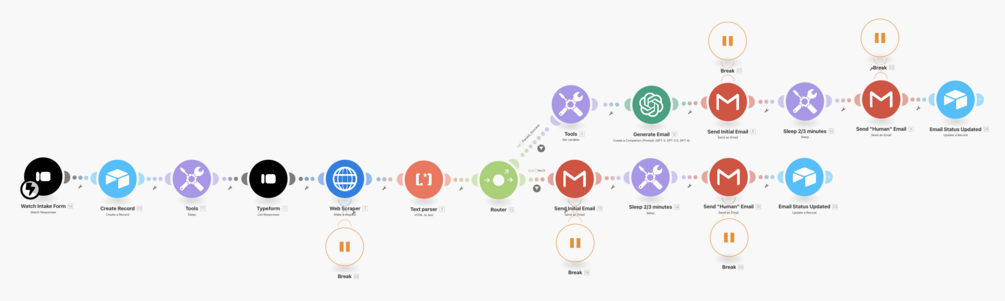 Break
Break
Tools
Set variable
Generate Email
Create a Completion (Prompt) (GPT-3, GPT-3.5, GPT-4)
Send Initial Email
Send an Email
Sleep 2/3 minutes
Sleep
Send "Human" Email
Send an Email
Email Status Updated
Update a Record
Watch Intake Form
Watch Responses
Create Record
Create a Record
Tools
Sleep
Typeform
List Responses
Web Scraper
Text parser
HTML to text
Router
Send Initial Email
Send an Email
Sleep 2/3 minutes
Sleep
Send "Human" Email
Send an Email
Email Status Updated
Update a Record
Break
Break
Break